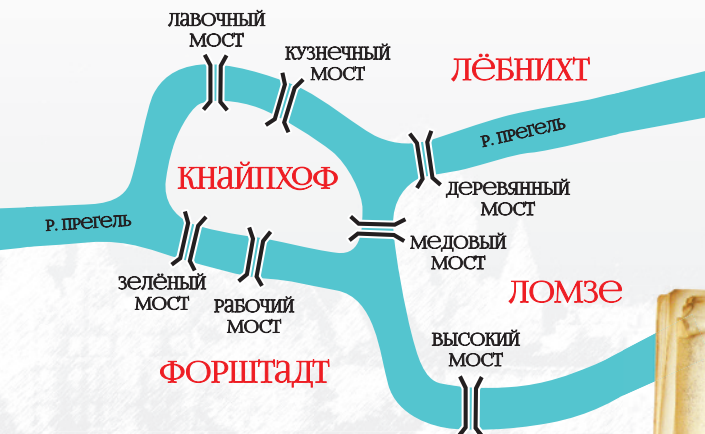 ЛАВОЧНЫЙ
МОСТ
КУЗНЕЧНЫЙ
МОСТ
ЛЁБНИХТ
Р. ПРЕГЕЛЬ
КНАЙПХОФ
ДЕРЕВЯННЫЙ
МОСТ
Р. ПРЕГЕЛЬ
МЕДОВЫЙ
МОСТ
ЗЕЛЁНЫЙ
МОСТ
РАБОЧИЙ
МОСТ
ЛОМЗЕ
ВЫСОКИЙ
МОСТ
ФОРШТАДТ